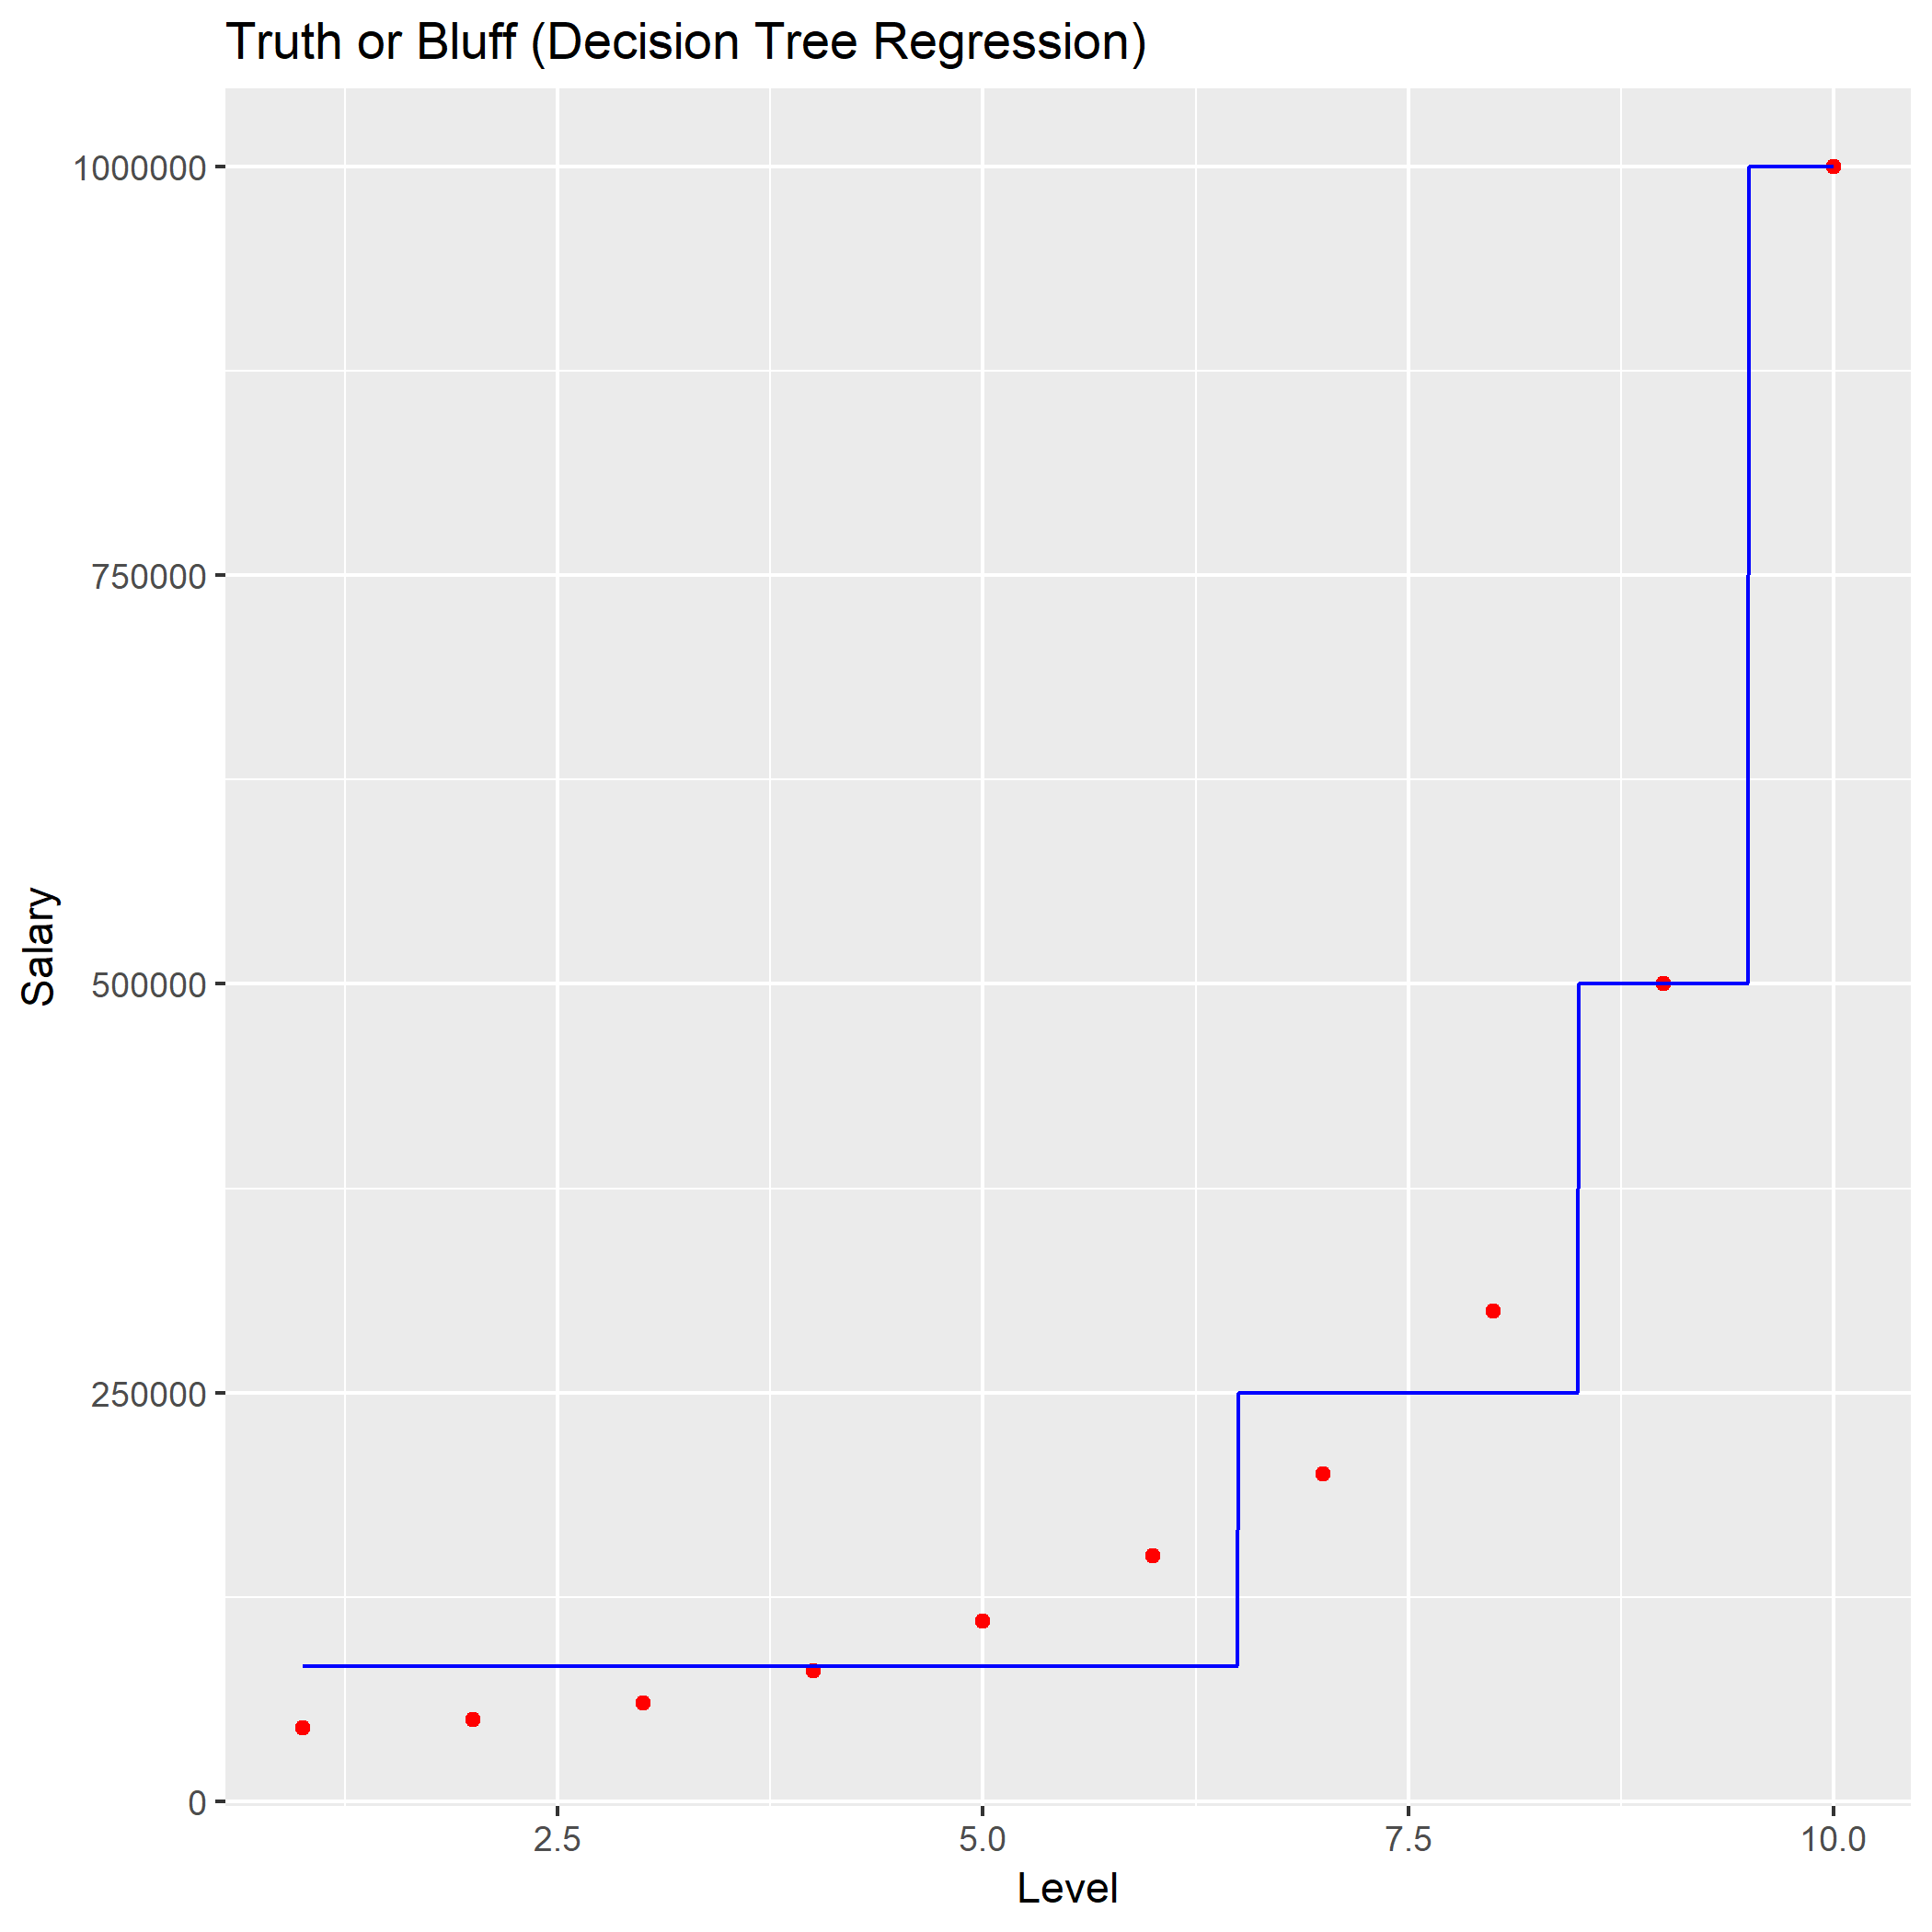 Truth or Bluff (Decision Tree Regression)
1000000
750000
500000
250000
0
Salary
2.5 5.0 7.5 10.0
Level